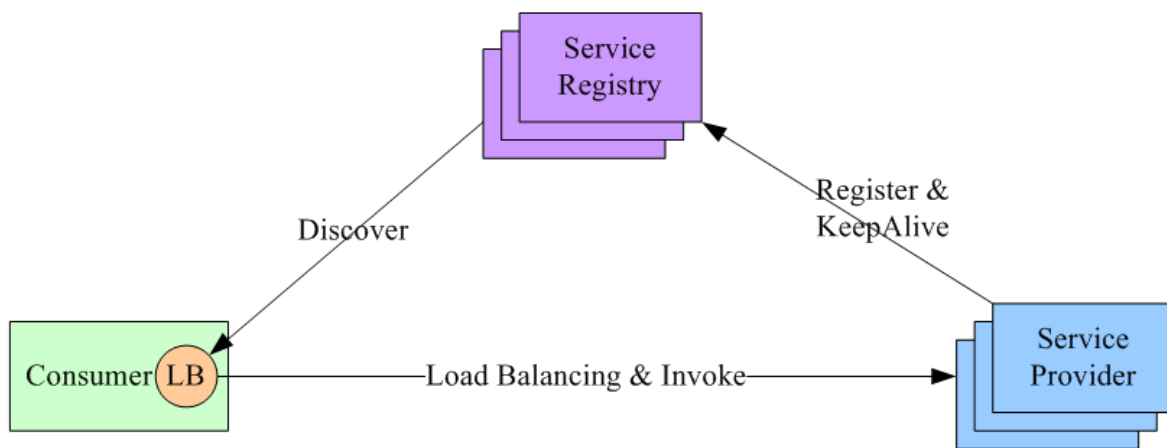 Service
Registry
Register &
KeepAlive
Discover
Consumer
LB
Load Balancing & Invoke
Service
Provider